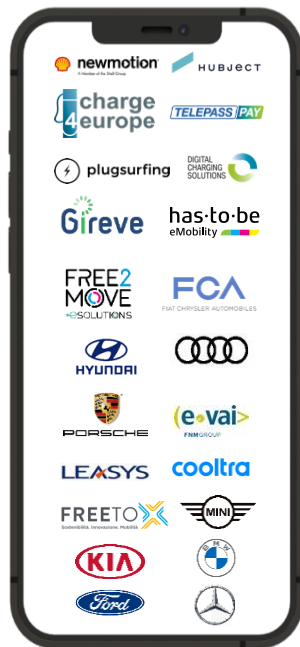 newmotion
A Member of the Shell Group
HUBJECT
charge
4europe
TELEPASS PAY
plugsurfing
DIGITAL
CHARGING
SOLUTIONS
Gireve
has·to·be
eMobility
FREE2
MOVE
eSOLUTIONS
FCA
FIAT CHRYSLER AUTOMOBILES
HYUNDAI
PORSCHE
(e·vai>
FNMGROUP
LEASYS
cooltra
FREETO X
Sostenibilità. Innovazione. Mobilità
MINI
KIA
BMW
Ford